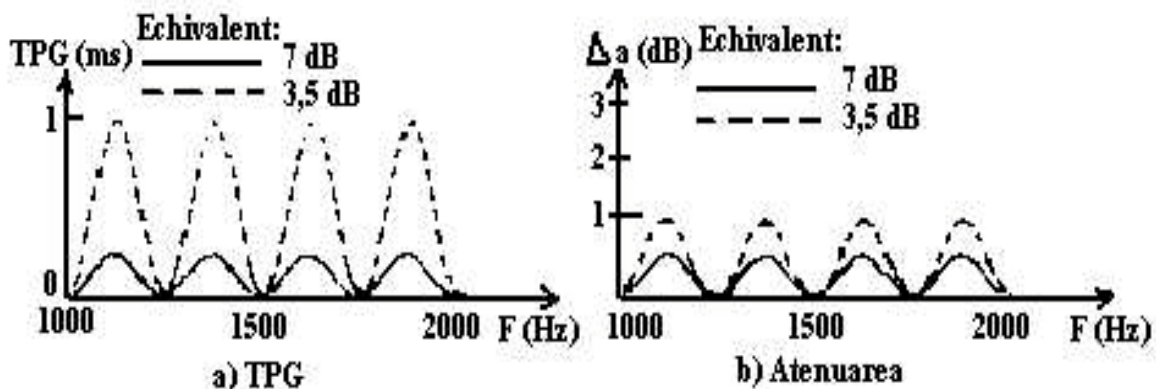 Echivalent:
TPG (ms)
7 dB
3,5 dB
1
0
1000 1500 2000 F (Hz)
a) TPG
Δ a (dB) Echivalent:
7 dB
3,5 dB
3
2
1
1000 1500 2000 F (Hz)
b) Atenuarea